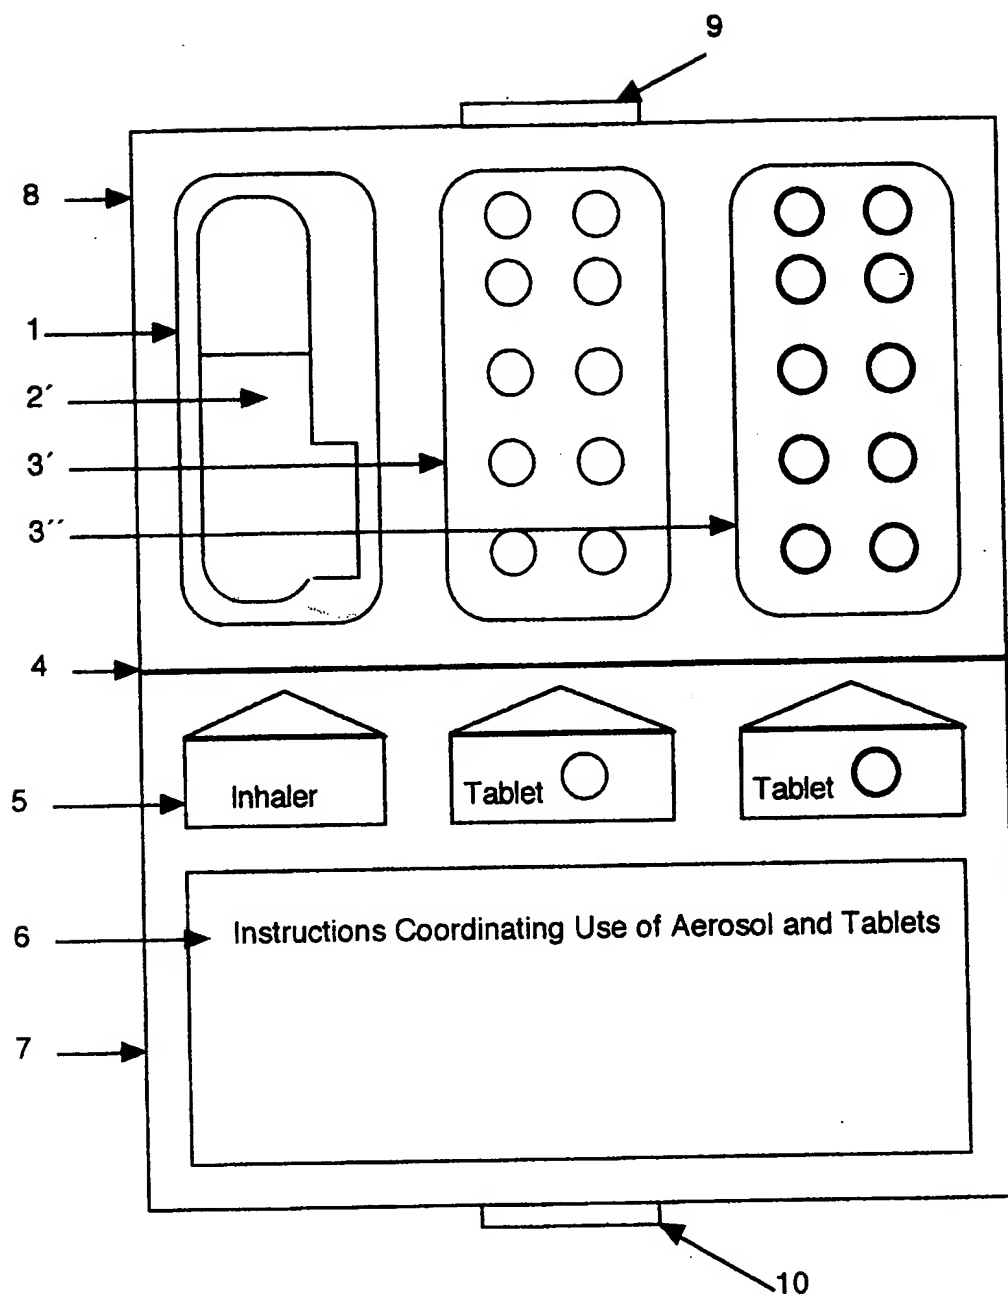 9
8
1
2´
3´
3´´
4
5
Inhaler
Tablet
Tablet
6
Instructions Coordinating Use of Aerosol and Tablets
7
10